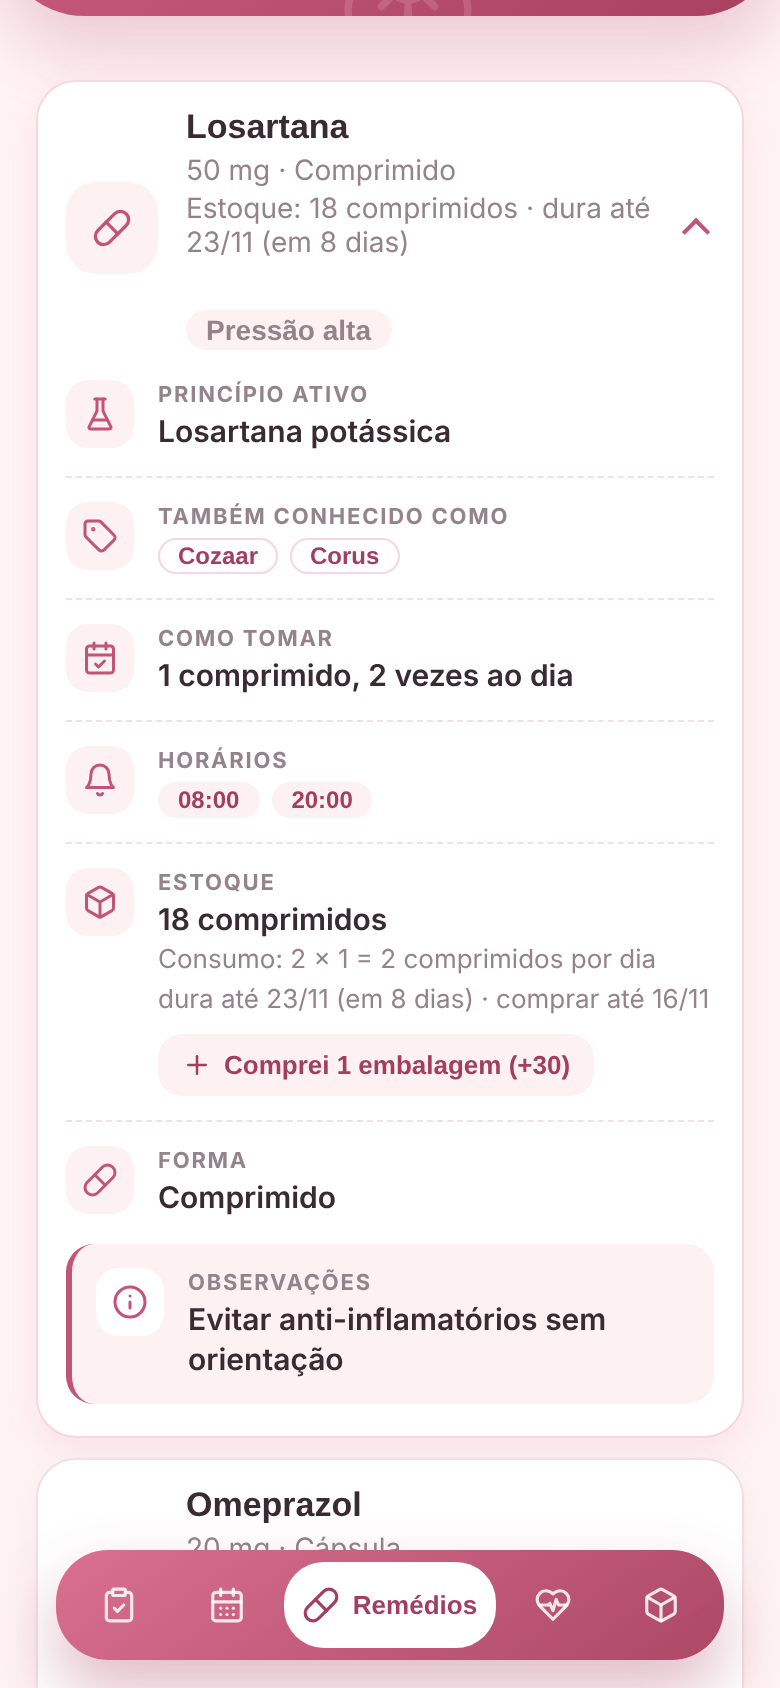 Losartana
50 mg · Comprimido
Estoque: 18 comprimidos · dura até
23/11 (em 8 dias)
Pressão alta
PRINCÍPIO ATIVO
Losartana potássica
TAMBÉM CONHECIDO COMO
Cozaar Corus
COMO TOMAR
1 comprimido, 2 vezes ao dia
HORÁRIOS
08:00 20:00
ESTOQUE
18 comprimidos
Consumo: 2 × 1 = 2 comprimidos por dia
dura até 23/11 (em 8 dias) · comprar até 16/11
+ Comprei 1 embalagem (+30)
FORMA
Comprimido
OBSERVAÇÕES
Evitar anti-inflamatórios sem
orientação
Omeprazol
20 mg · Cápsula
Remédios